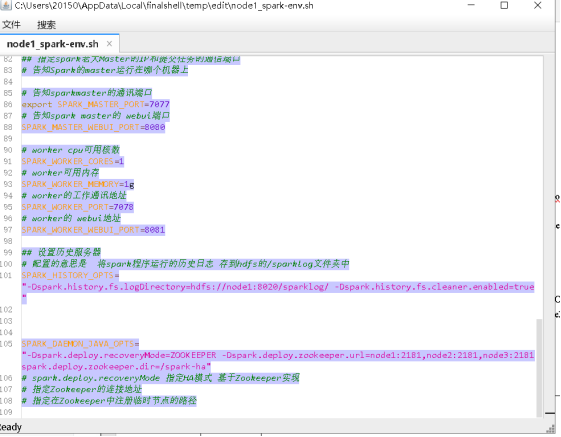 C:\Users\20150\AppData\Local\finalshell\temp\edit\node1_spark-env.sh
文件 搜索
node1_spark-env.sh ×
82 ## 指定spark老大Master的IP和提交任务的通信端口
83 # 告知Spark的master运行在哪个机器上
84
85 # 告知sparkmaster的通讯端口
86 export SPARK_MASTER_PORT=7077
87 # 告知spark master的 webui端口
88 SPARK_MASTER_WEBUI_PORT=8080
89
90 # worker cpu可用核数
91 SPARK_WORKER_CORES=1
92 # worker可用内存
93 SPARK_WORKER_MEMORY=1g
94 # worker的工作通讯地址
95 SPARK_WORKER_PORT=7078
96 # worker的 webui地址
97 SPARK_WORKER_WEBUI_PORT=8081
98
99 ## 设置历史服务器
100 # 配置的意思是 将spark程序运行的历史日志 存到hdfs的/sparklog文件夹中
101 SPARK_HISTORY_OPTS=
"-Dspark.history.fs.logDirectory=hdfs://node1:8020/sparklog/ -Dspark.history.fs.cleaner.enabled=true
"
102
103
104
105 SPARK_DAEMON_JAVA_OPTS=
"-Dspark.deploy.recoveryMode=ZOOKEEPER -Dspark.deploy.zookeeper.url=node1:2181,node2:2181,node3:2181
spark.deploy.zookeeper.dir=/spark-ha"
106 # spark.deploy.recoveryMode 指定HA模式 基于Zookeeper实现
107 # 指定Zookeeper的连接地址
108 # 指定在Zookeeper中注册临时节点的路径
109
Ready